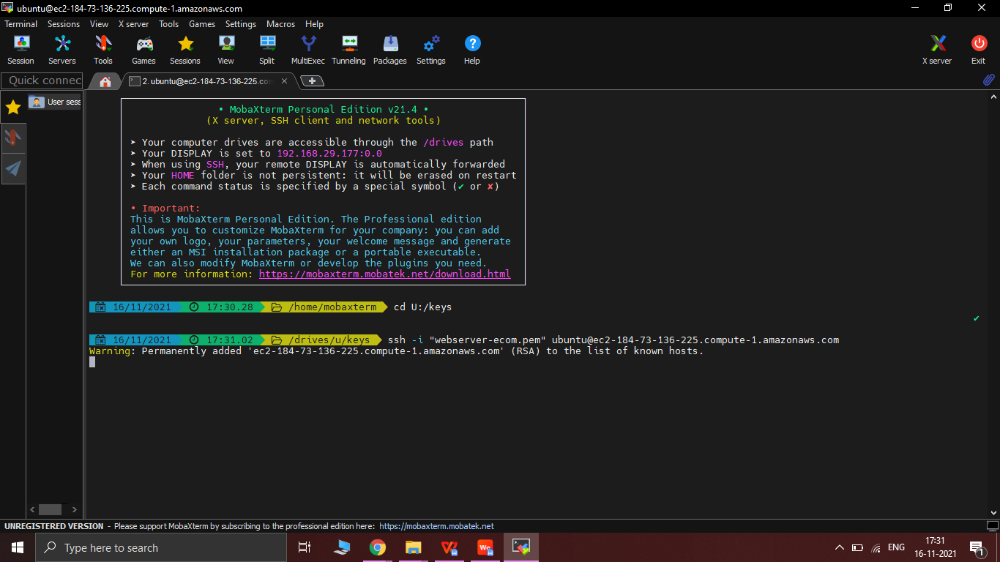 ubuntu@ec2-184-73-136-225.compute-1.amazonaws.com
Terminal Sessions View X server Tools Games Settings Macros Help
Session Servers Tools Games Sessions View Split MultiExec Tunneling Packages Settings Help X server Exit
Quick connec
2. ubuntu@ec2-184-73-136-225.con
User sess
• MobaXterm Personal Edition v21.4 •
(X server, SSH client and network tools)
➤ Your computer drives are accessible through the /drives path
➤ Your DISPLAY is set to 192.168.29.177:0.0
➤ When using SSH, your remote DISPLAY is automatically forwarded
➤ Your HOME folder is not persistent: it will be erased on restart
➤ Each command status is specified by a special symbol (✔ or ✘)
• Important:
This is MobaXterm Personal Edition. The Professional edition
allows you to customize MobaXterm for your company: you can add
your own logo, your parameters, your welcome message and generate
either an MSI installation package or a portable executable.
We can also modify MobaXterm or develop the plugins you need.
For more information: https://mobaxterm.mobatek.net/download.html
16/11/2021 17:30.28 /home/mobaxterm cd U:/keys
✔
16/11/2021 17:31.02 /drives/u/keys ssh -i "webserver-ecom.pem" ubuntu@ec2-184-73-136-225.compute-1.amazonaws.com
Warning: Permanently added 'ec2-184-73-136-225.compute-1.amazonaws.com' (RSA) to the list of known hosts.
UNREGISTERED VERSION - Please support MobaXterm by subscribing to the professional edition here: https://mobaxterm.mobatek.net
Type here to search
ENG
17:31
16-11-2021
1